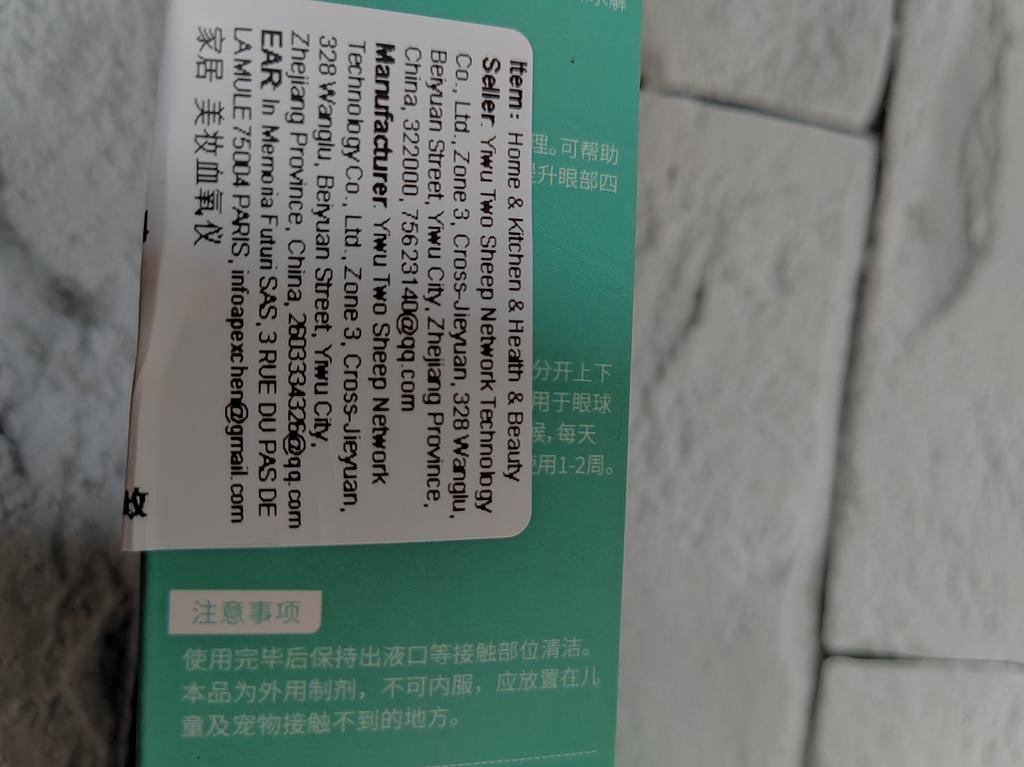 Item: Home & Kitchen & Health & Beauty
Seller: Yiwu Two Sheep Network Technology
Co., Ltd., Zone 3, Cross-Jieyuan, 328 Wanglu,
Beiyuan Street, Yiwu City, Zhejiang Province,
China, 322000, 75623140@qq.com
Manufacturer: Yiwu Two Sheep Network
Technology Co., Ltd., Zone 3, Cross-Jieyuan,
328 Wanglu, Beiyuan Street, Yiwu City,
Zhejiang Province, China, 2603334326@qq.com
EAR: In Memoria Futuri SAS, 3 RUE DU PAS DE
LA MULE 75004 PARIS, infoapexchen@gmail.com
家居 美妆血氧仪
理。可帮助
提升眼部四
分开上下
用于眼球
候，每天
使用1-2周。
注意事项
使用完毕后保持出液口等接触部位清洁。
本品为外用制剂，不可内服，应放置在儿
童及宠物接触不到的地方。